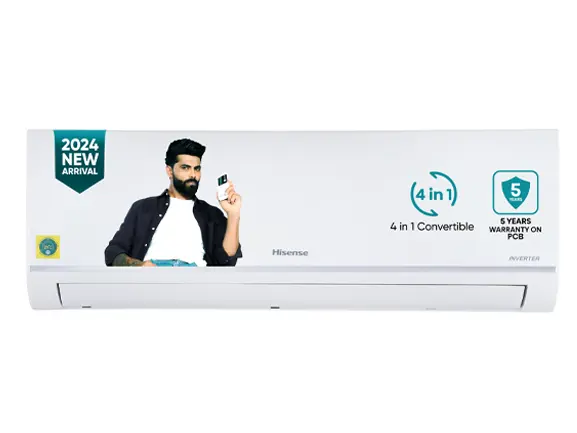 2024
NEW
ARRIVAL
4 in 1
4 in 1 Convertible
5
YEARS
5 YEARS
WARRANTY ON
PCB
Hisense
INVERTER